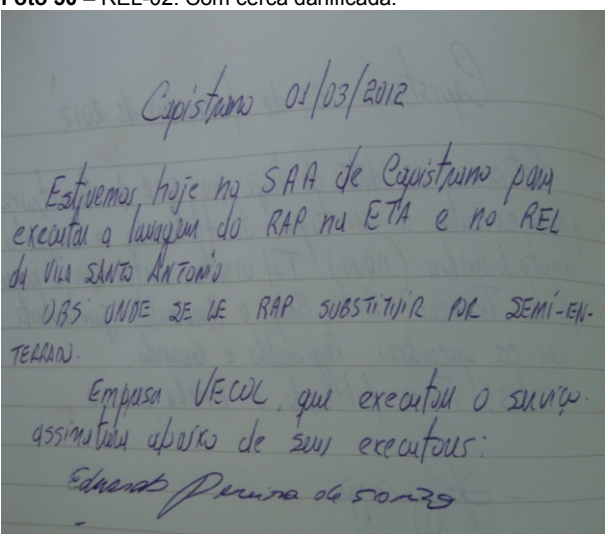 Foto 30 – REL-02. Com cerca danificada.
Capistrano 01/03/2012
Estivemos hoje no SAA de Capistrano para
executar a lavagem do RAP na ETA e no REL
da Vila SANTO ANTONIO
OBS: ONDE SE LE RAP SUBSTITUIR POR SEMI-EN-
TERRADO.
Empresa VECOL, que executou o serviço.
assinatura abaixo de seus executores:
Eduardo Pereira de Souza